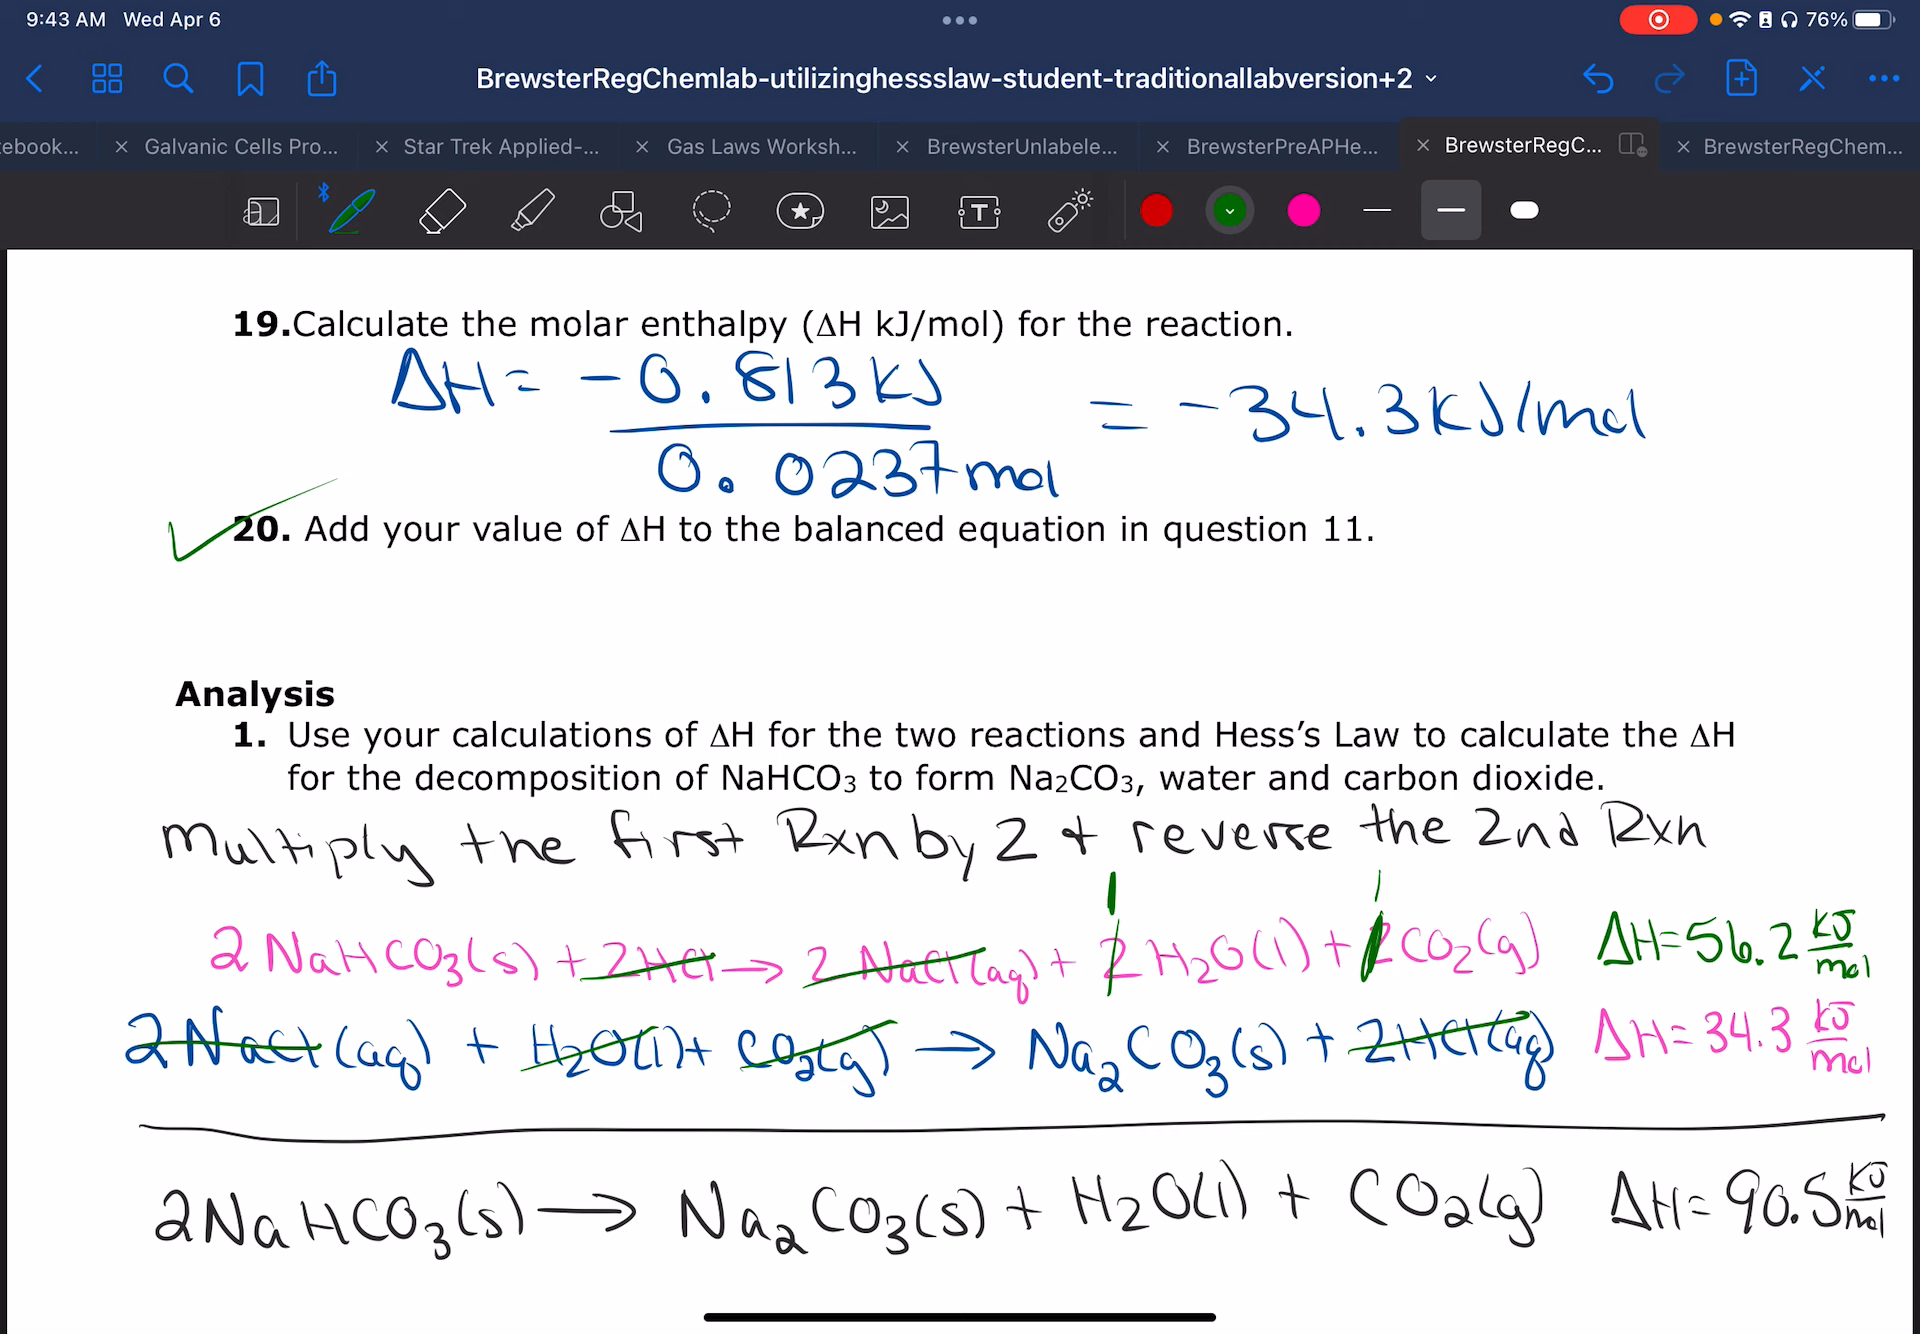 9:43 AM Wed Apr 6
76%
BrewsterRegChemlab-utilizinghessslaw-student-traditionallabversion+2
ebook... × Galvanic Cells Pro... × Star Trek Applied-... × Gas Laws Worksh... × BrewsterUnlabele... × BrewsterPreAPHe... × BrewsterRegC... × BrewsterRegChem...
19.Calculate the molar enthalpy (ΔH kJ/mol) for the reaction.
ΔH = -0.813 kJ
0.0237 mol
= -34.3 kJ/mol
20. Add your value of ΔH to the balanced equation in question 11.
Analysis
1. Use your calculations of ΔH for the two reactions and Hess’s Law to calculate the ΔH
for the decomposition of NaHCO3 to form Na2CO3, water and carbon dioxide.
Multiply the first Rxn by 2 + reverse the 2nd Rxn
1 1
2 NaHCO3(s) + 2HCl → 2 NaCl(aq) + 2 H2O(l) + 2 CO2(g) ΔH=56.2 kJ/mol
2NaCl(aq) + H2O(l) + CO2(g) → Na2CO3(s) + 2HCl(aq) ΔH=34.3 kJ/mol
2NaHCO3(s) → Na2CO3(s) + H2O(l) + CO2(g) ΔH=90.5 kJ/mol